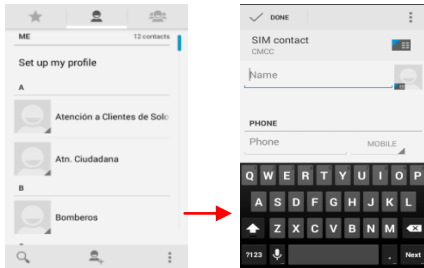 ME 12 contacts
Set up my profile
A
Atención a Clientes de Solo
Atn. Ciudadana
B
Bomberos
DONE
SIM contact
CMCC
Name
PHONE
Phone MOBILE
Q W E R T Y U I O P
A S D F G H J K L
Z X C V B N M
?123 . Next